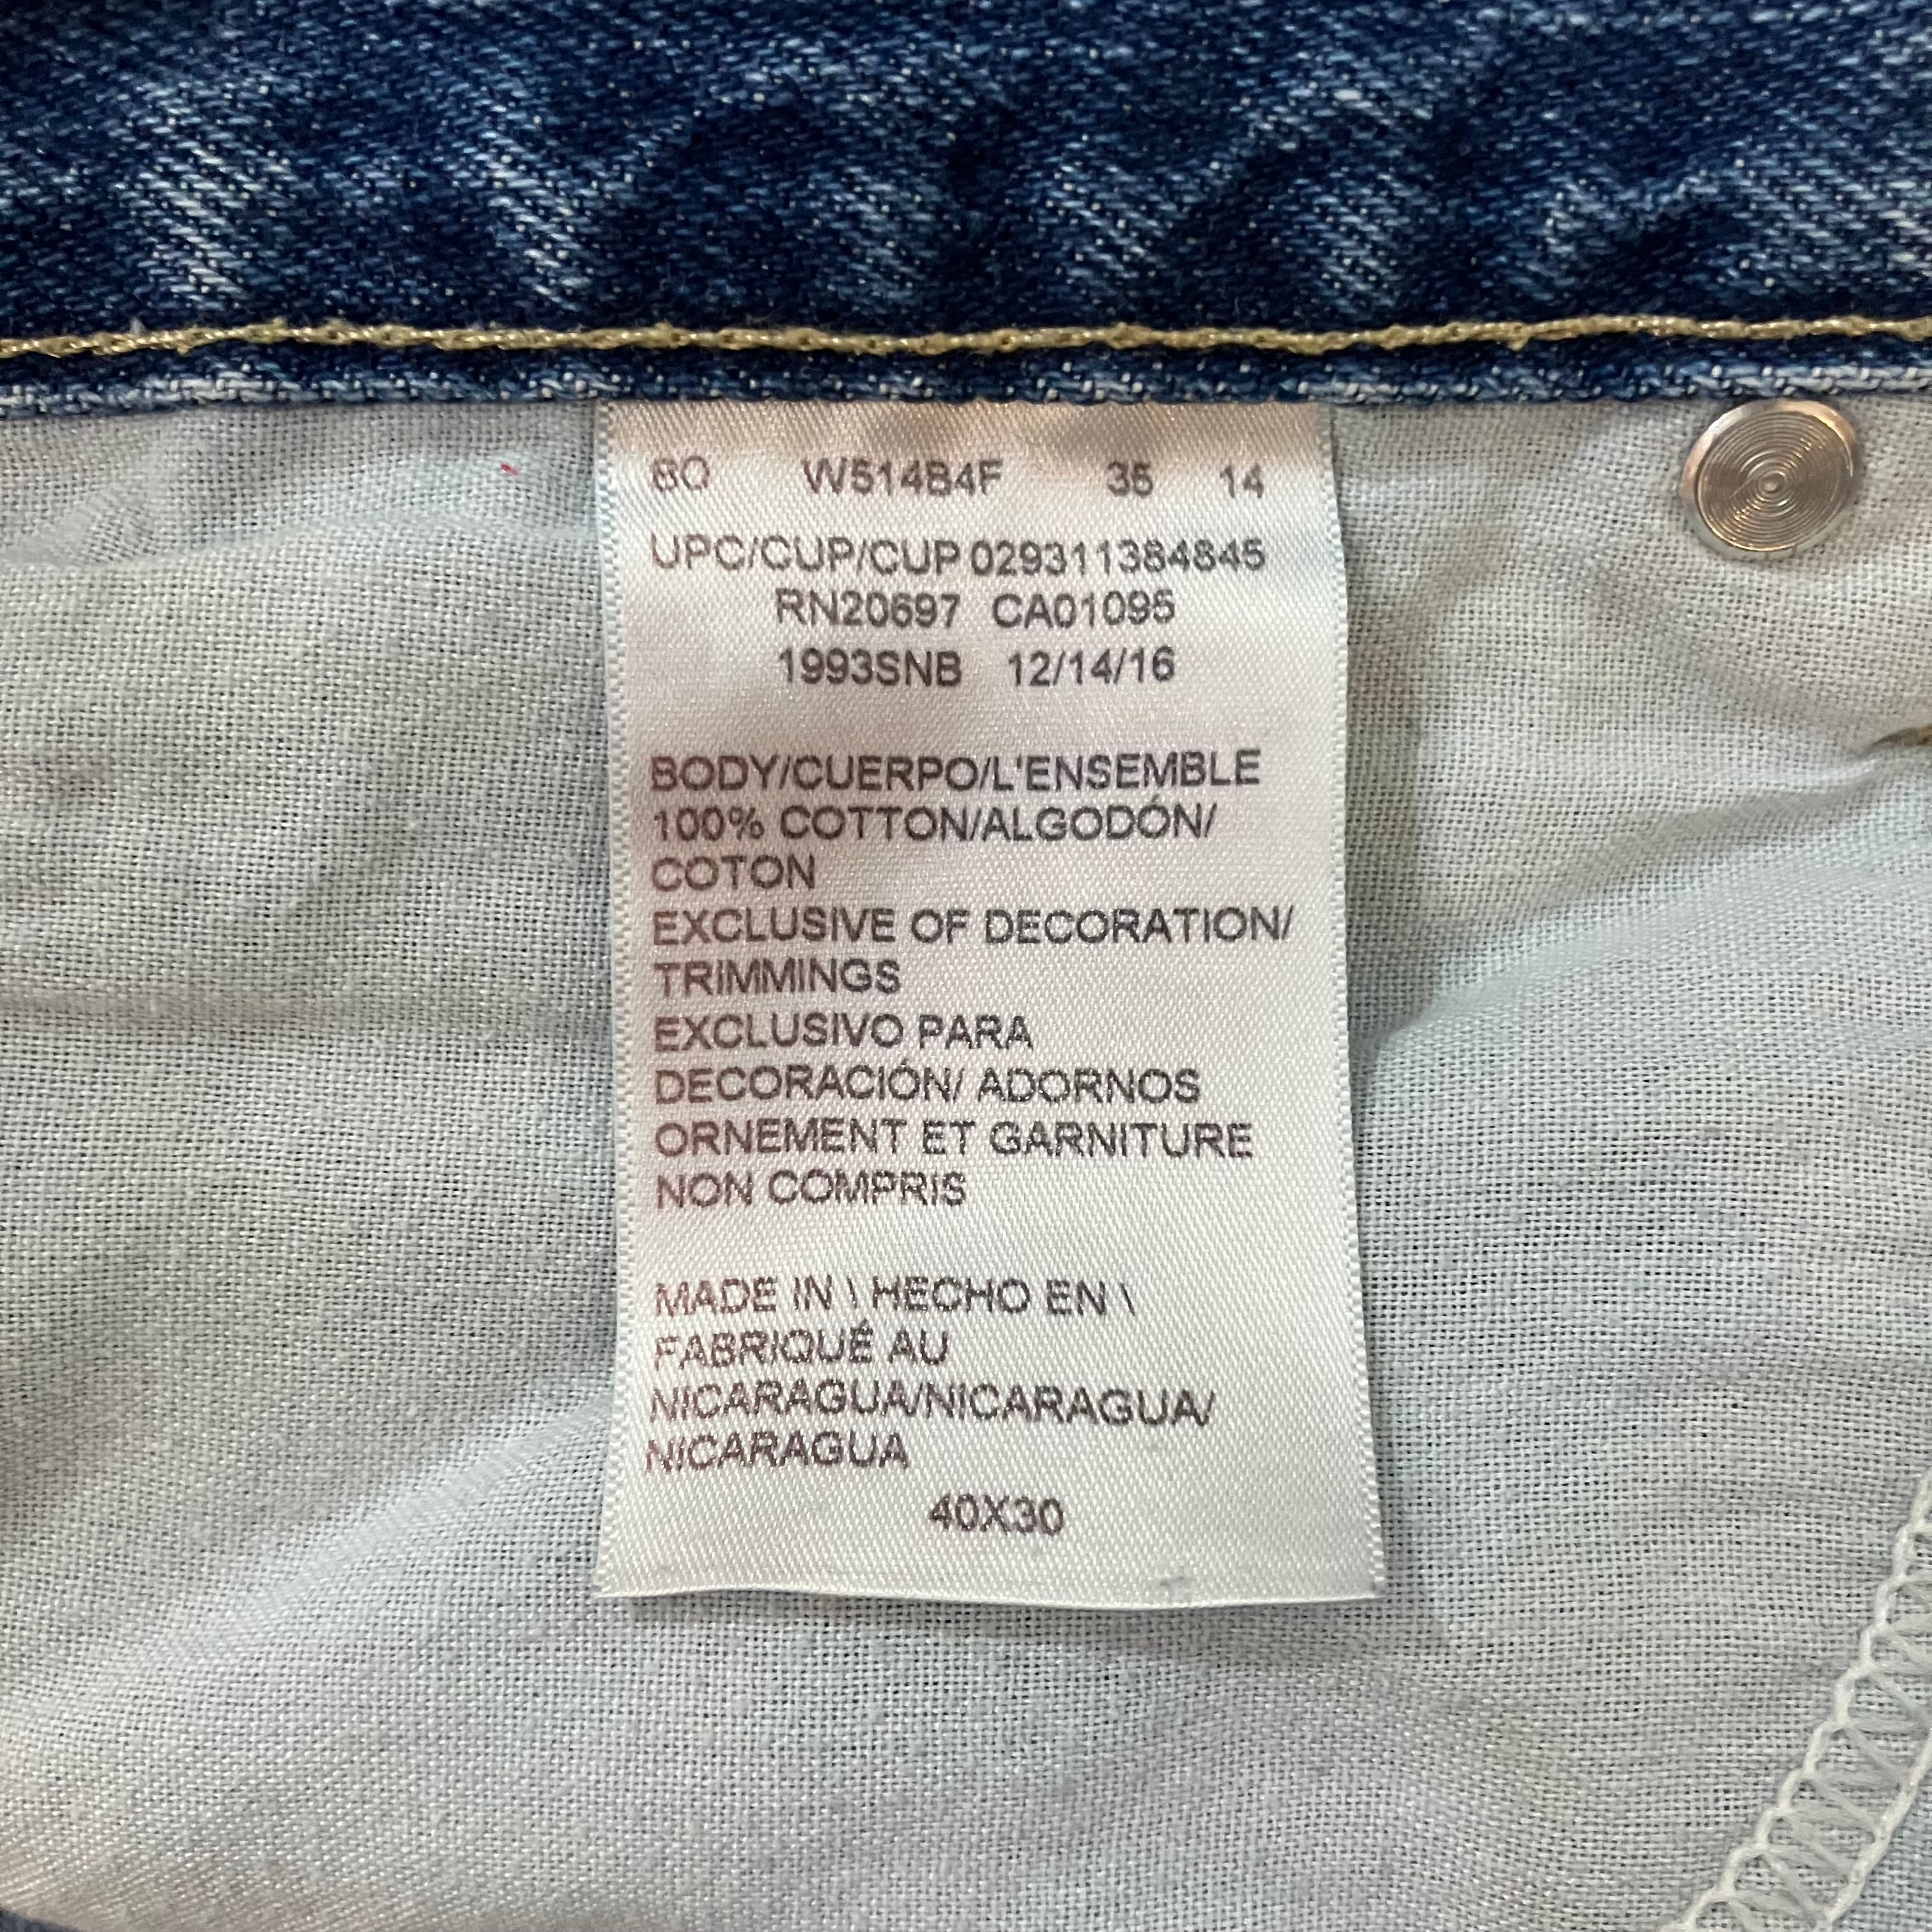 60 W514B4F 35 14
UPC/CUP/CUP 029311384845
RN20697 CA01095
1993SNB 12/14/16
BODY/CUERPO/L'ENSEMBLE
100% COTTON/ALGODÓN/
COTON
EXCLUSIVE OF DECORATION/
TRIMMINGS
EXCLUSIVO PARA
DECORACIÓN/ ADORNOS
ORNEMENT ET GARNITURE
NON COMPRIS
MADE IN \ HECHO EN \
FABRIQUÉ AU
NICARAGUA/NICARAGUA/
NICARAGUA
40X30